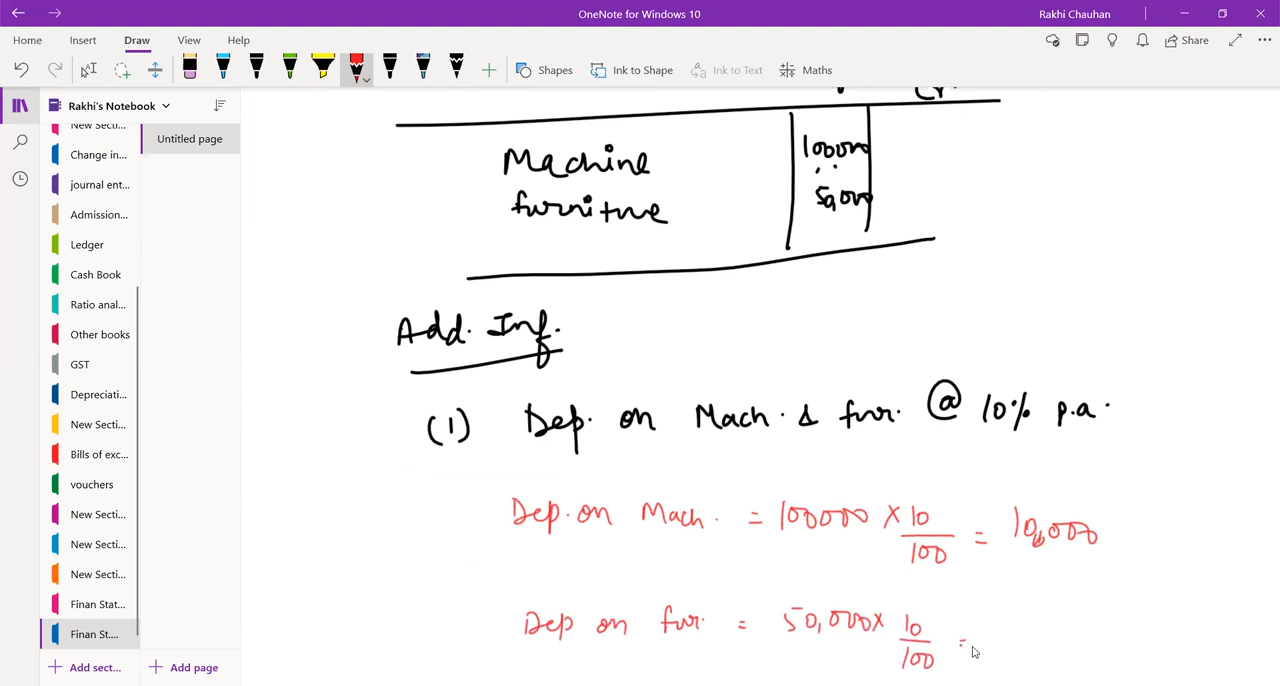 OneNote for Windows 10
Rakhi Chauhan
Home Insert Draw View Help
Share
Shapes Ink to Shape Ink to Text Maths
Rakhi's Notebook
Untitled page
New Secti...
Change in...
journal ent...
Admission...
Ledger
Cash Book
Ratio anal...
Other books
GST
Depreciati...
New Secti...
Bills of exc...
vouchers
New Secti...
New Secti...
New Secti...
Finan Stat...
Finan St....
Add sect... Add page
Machine 100000
furniture 50,000
Add. Inf.
(1) Dep. on Mach. & fur. @ 10% p.a.
Dep. on Mach. = 100000 × 10/100 = 10,000
Dep on fur. = 50,000 × 10/100 =